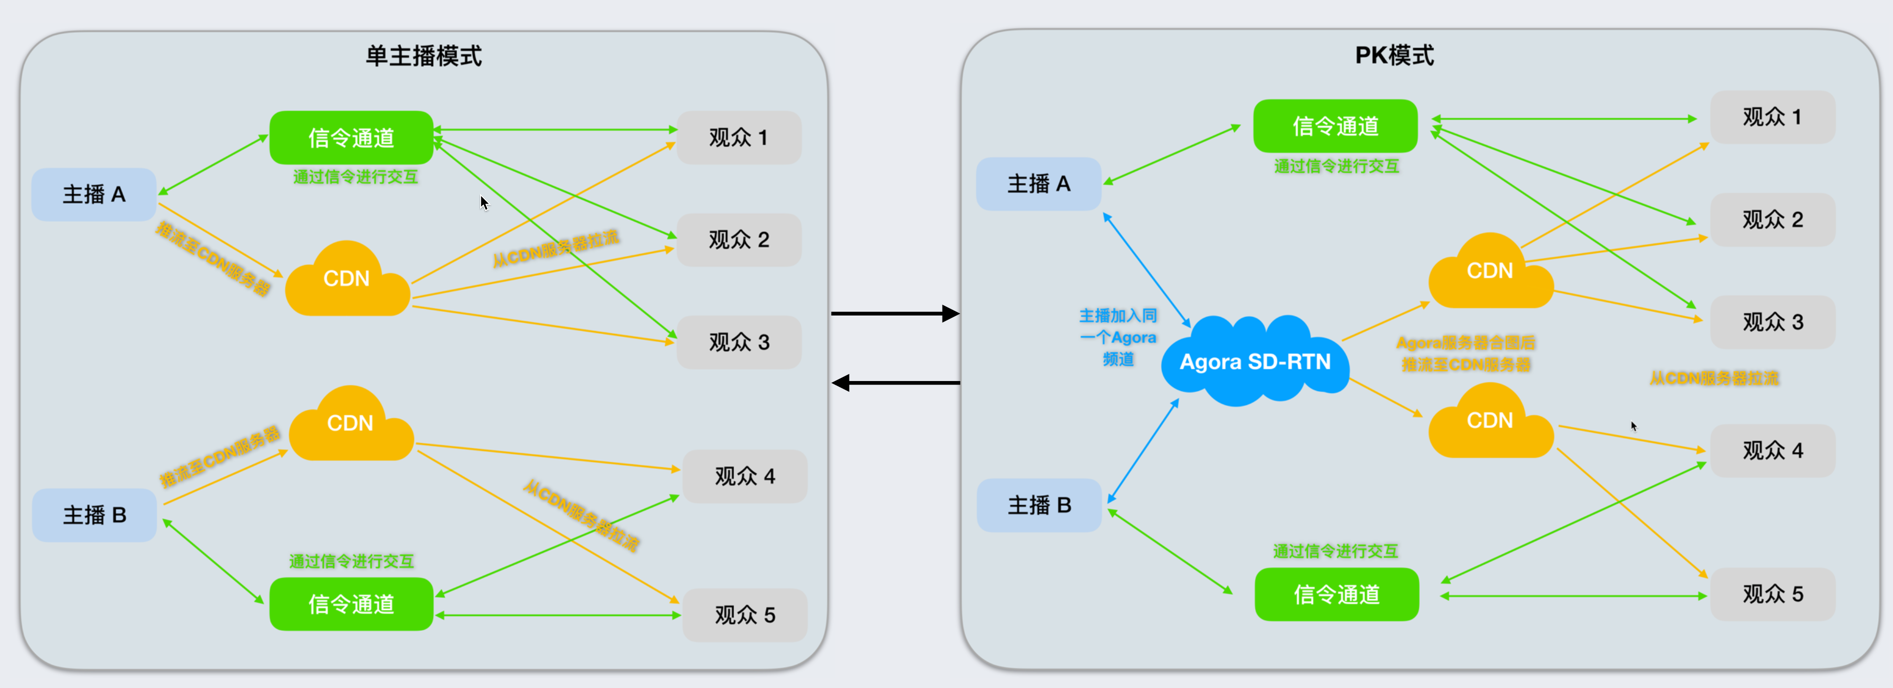 单主播模式
信令通道
通过信令进行交互
主播 A
推流至CDN服务器
CDN
从CDN服务器拉流
观众 1
观众 2
观众 3
CDN
推流至CDN服务器
主播 B
通过信令进行交互
信令通道
从CDN服务器拉流
观众 4
观众 5
PK模式
信令通道
通过信令进行交互
主播 A
主播加入同
一个Agora
频道
Agora SD-RTN
CDN
Agora服务器合图后
推流至CDN服务器
CDN
从CDN服务器拉流
主播 B
通过信令进行交互
信令通道
观众 1
观众 2
观众 3
观众 4
观众 5